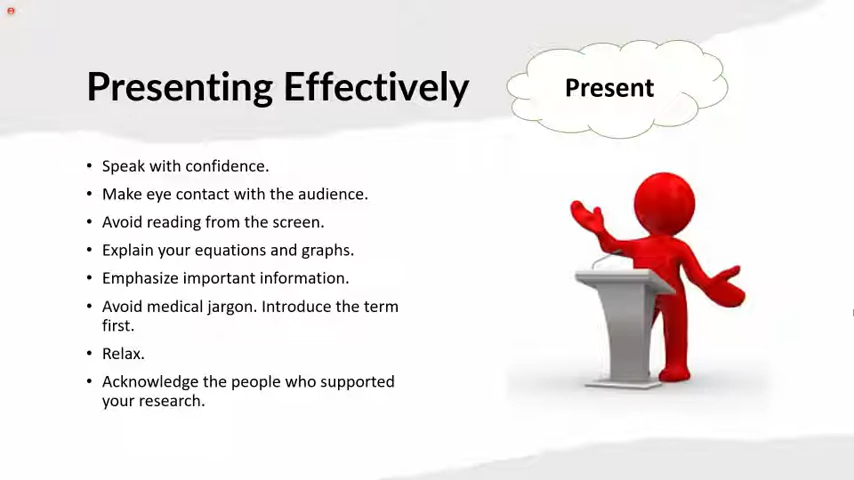 Presenting Effectively
Present
• Speak with confidence.
• Make eye contact with the audience.
• Avoid reading from the screen.
• Explain your equations and graphs.
• Emphasize important information.
• Avoid medical jargon. Introduce the term
first.
• Relax.
• Acknowledge the people who supported
your research.